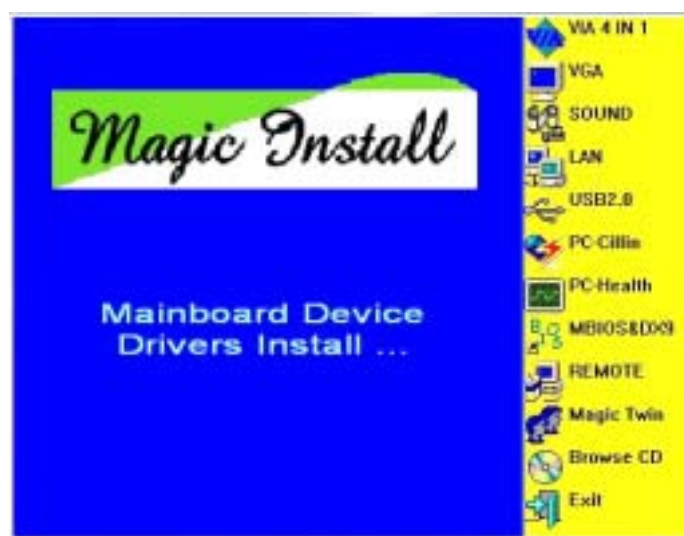 Magic Install
Mainboard Device
Drivers Install ...
VIA 4 IN 1
VGA
SOUND
LAN
USB2.0
PC-Cillin
PC-Health
MBIOS&DX9
REMOTE
Magic Twin
Browse CD
Exit